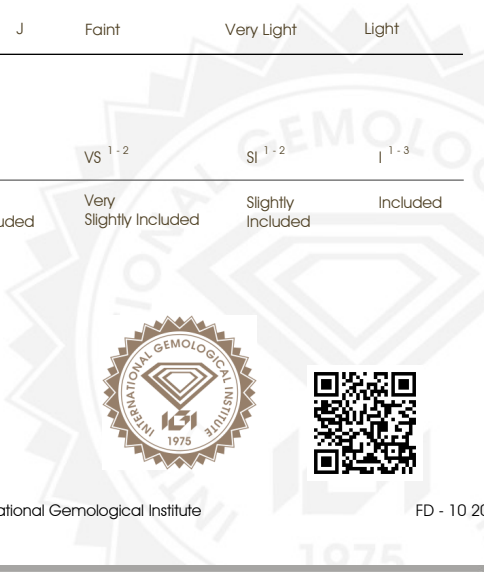 J Faint Very Light Light
VS 1 - 2 SI 1 - 2 I 1 - 3
Very Slightly Included
uded Slightly Included Included
INTERNATIONAL GEMOLOGICAL INSTITUTE
IGI
1975
ational Gemological Institute FD - 10 20
1975